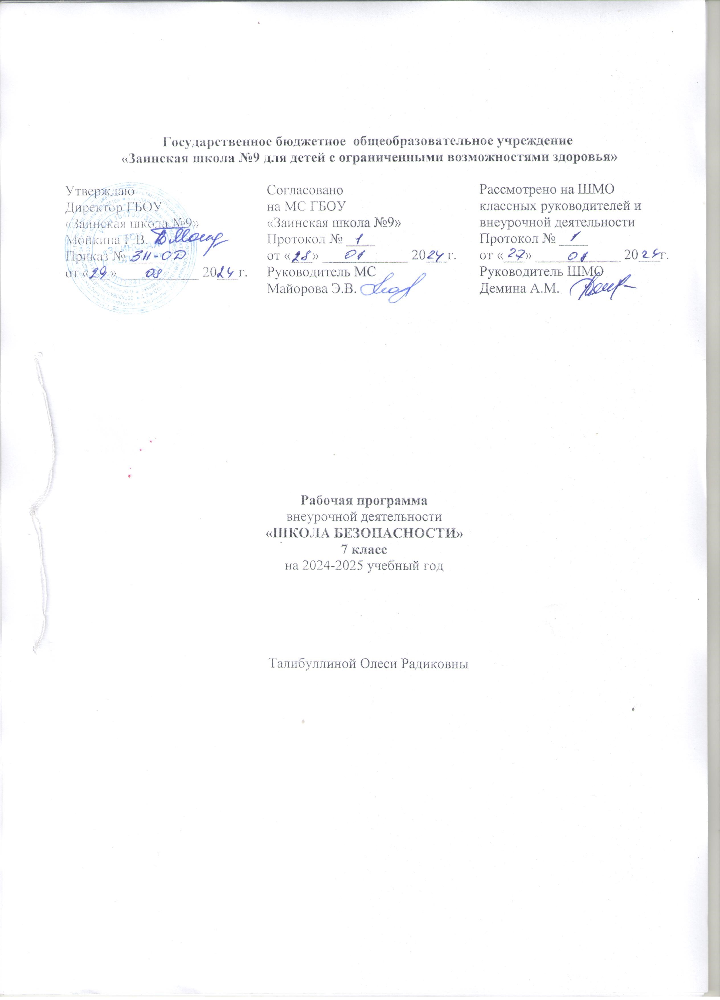 Государственное бюджетное общеобразовательное учреждение
«Заинская школа №9 для детей с ограниченными возможностями здоровья»
Утверждаю
Директор ГБОУ
«Заинская школа №9»
Мойкина Г.В.
Приказ № 311-ОД
от «29» 08 2024 г.
Согласовано
на МС ГБОУ
«Заинская школа №9»
Протокол № 1
от «28» 08 2024 г.
Руководитель МС
Майорова Э.В.
Рассмотрено на ШМО
классных руководителей и
внеурочной деятельности
Протокол № 1
от «27» 08 2024 г.
Руководитель ШМО
Демина А.М.
Рабочая программа
внеурочной деятельности
«ШКОЛА БЕЗОПАСНОСТИ»
7 класс
на 2024-2025 учебный год
Талибуллиной Олеси Радиковны